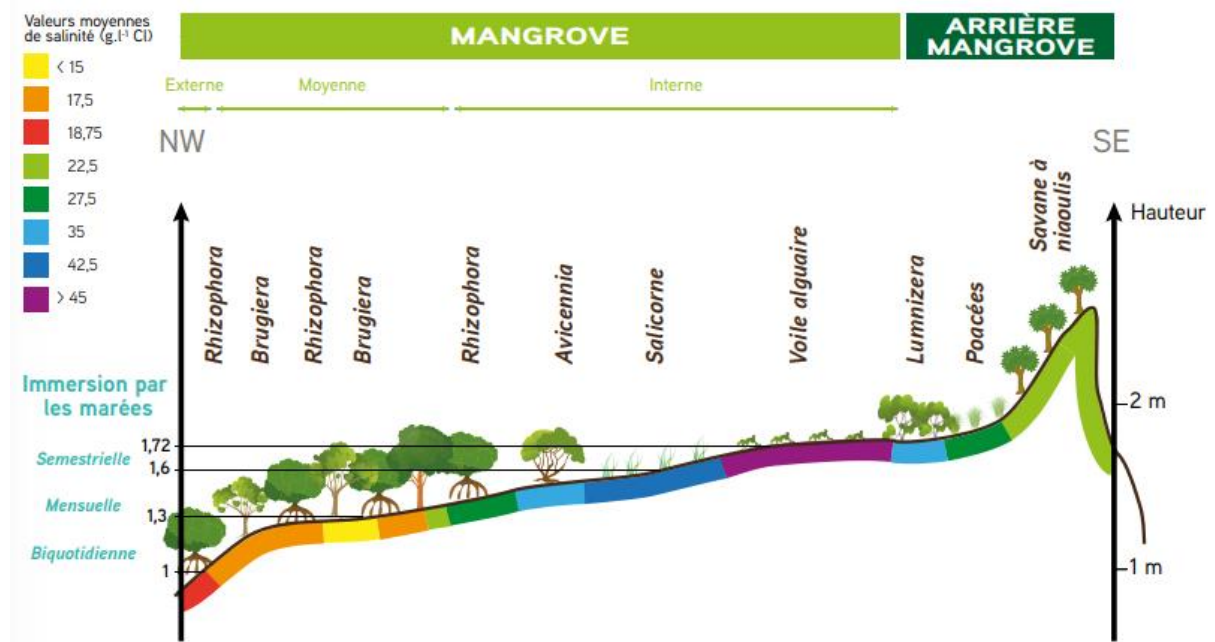 Valeurs moyennes
de salinité (g.l⁻¹ Cl)
< 15
17,5
18,75
22,5
27,5
35
42,5
> 45
MANGROVE
ARRIÈRE
MANGROVE
Externe
Moyenne
Interne
NW
SE
Hauteur
Rhizophora
Brugiera
Rhizophora
Brugiera
Rhizophora
Avicennia
Salicorne
Voile alguaire
Lumnizera
Poacées
Savane à
niaoulis
Immersion par
les marées
Semestrielle
Mensuelle
Biquotidienne
1,72
1,6
1,3
1
2 m
1 m